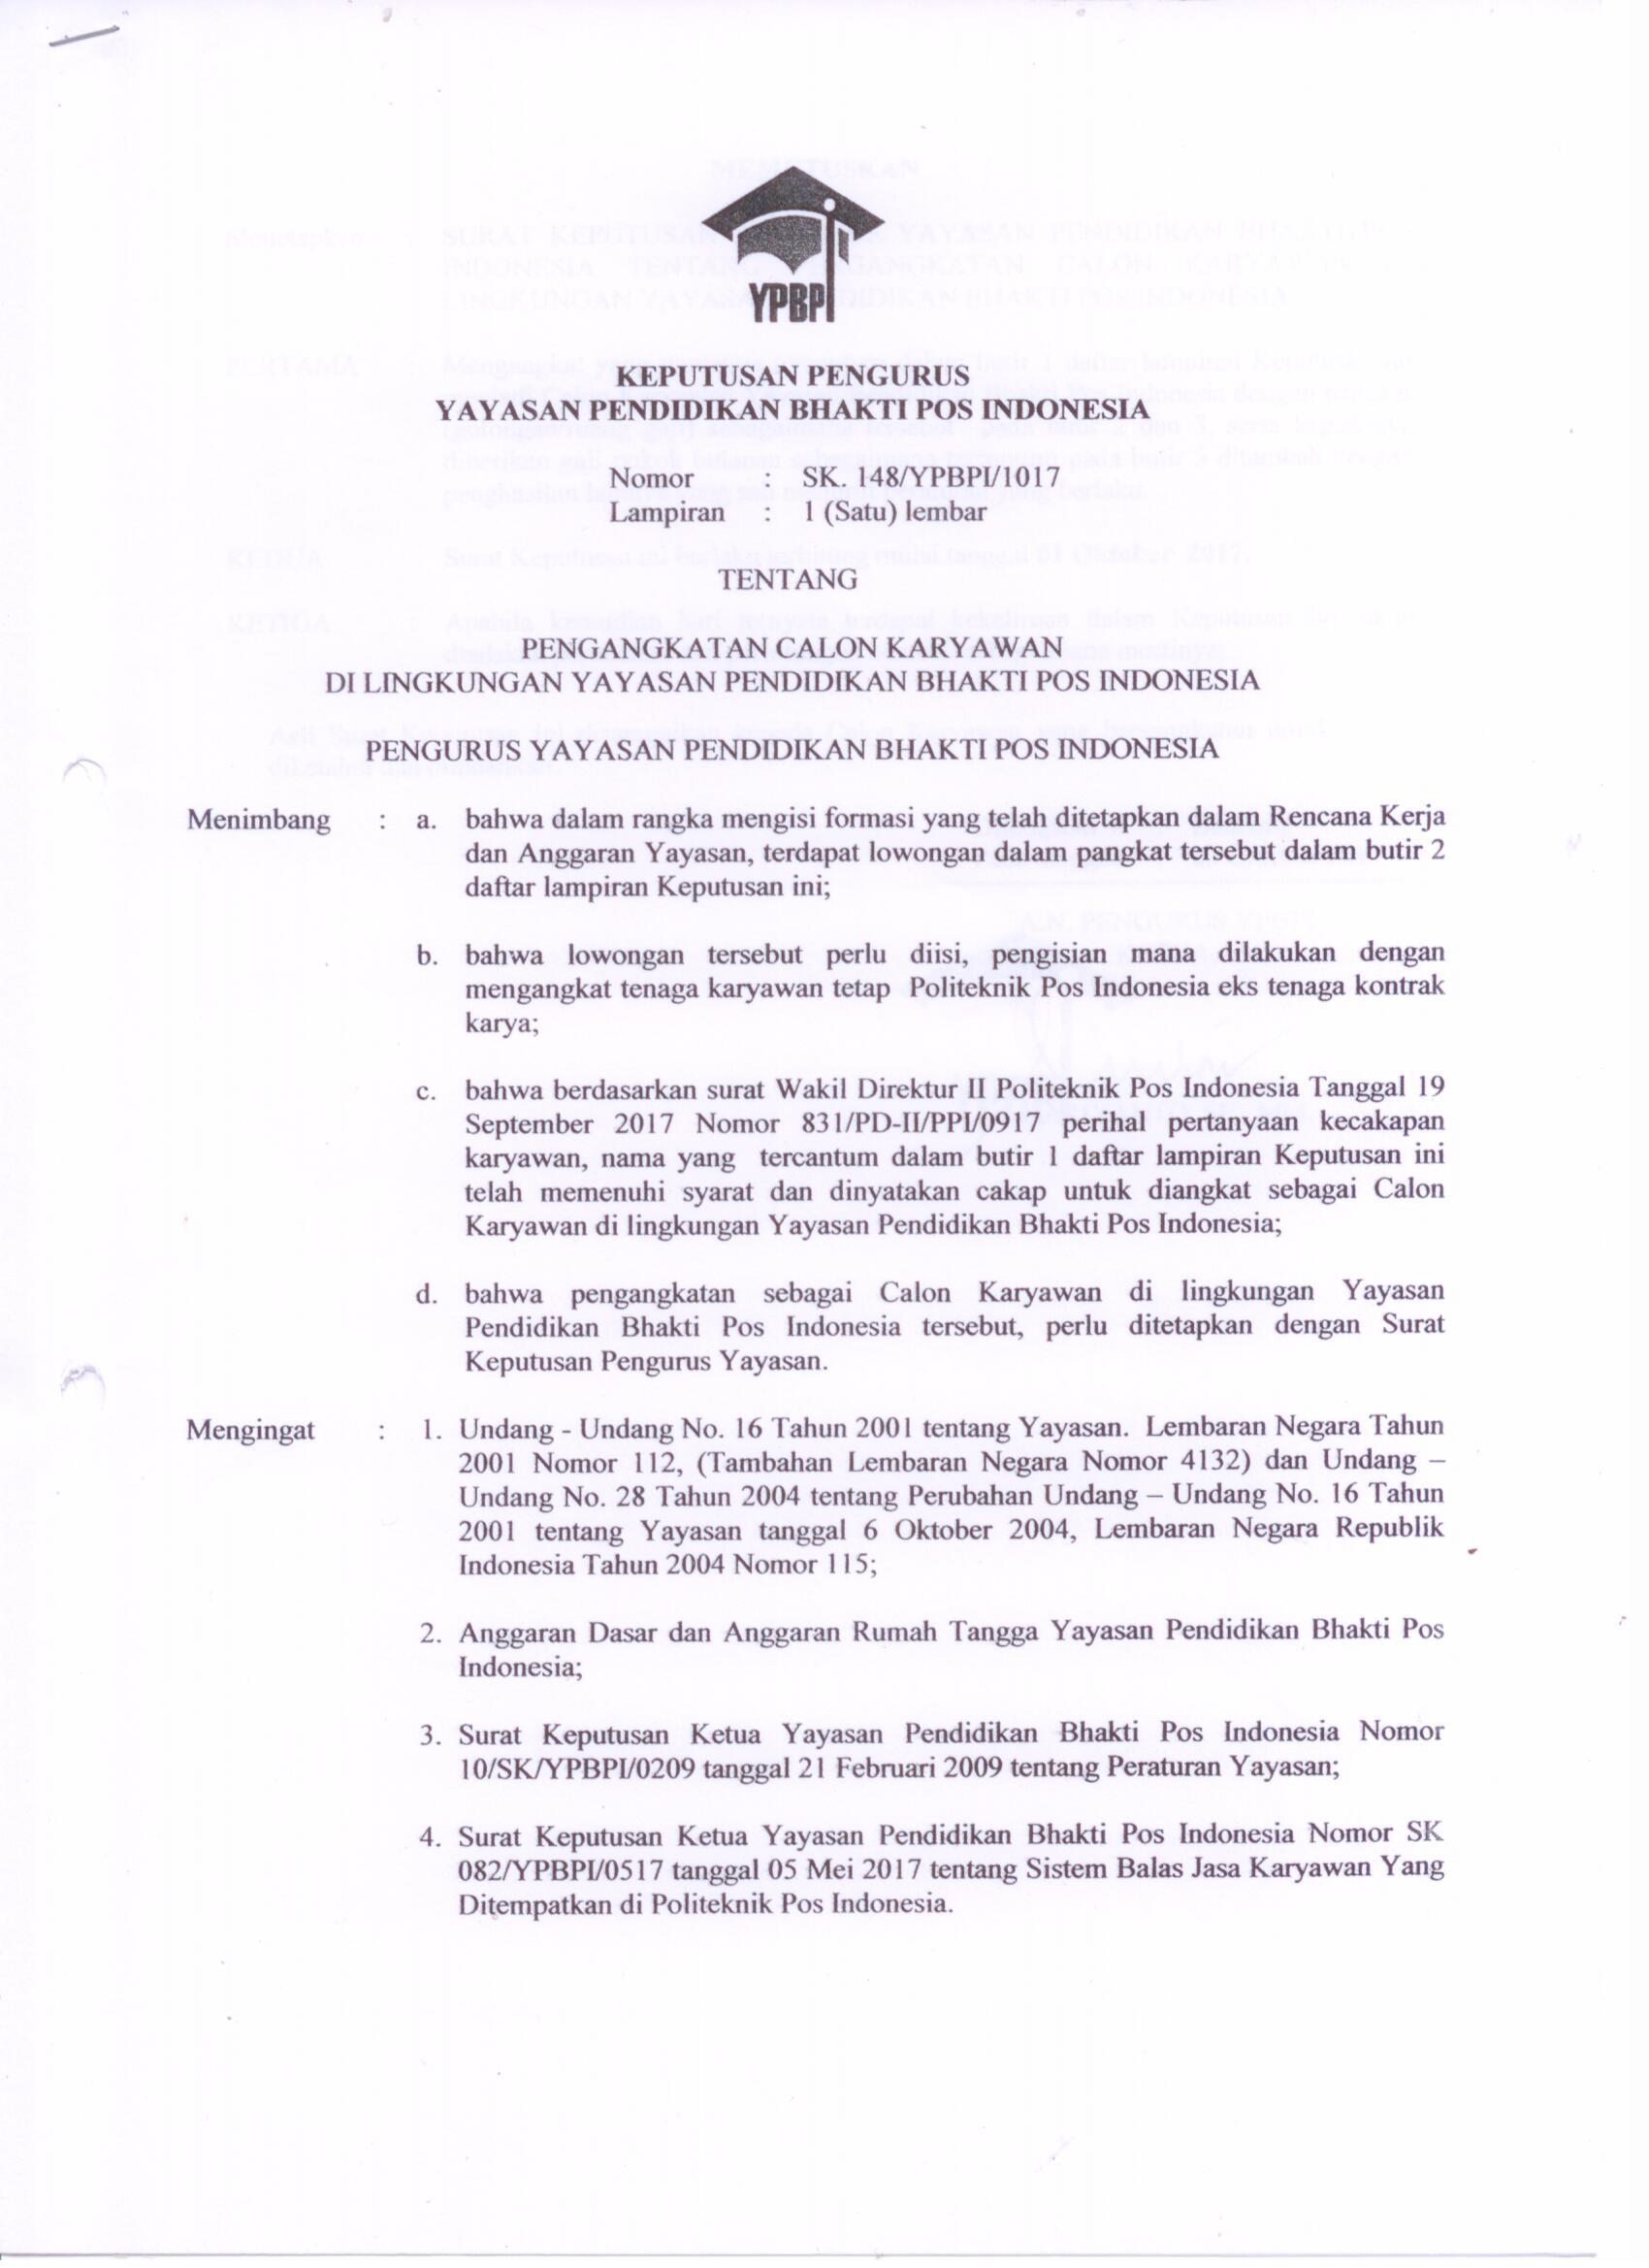 YPBPI
KEPUTUSAN PENGURUS
YAYASAN PENDIDIKAN BHAKTI POS INDONESIA
Nomor : SK. 148/YPBPI/1017
Lampiran : 1 (Satu) lembar
TENTANG
PENGANGKATAN CALON KARYAWAN
DI LINGKUNGAN YAYASAN PENDIDIKAN BHAKTI POS INDONESIA
PENGURUS YAYASAN PENDIDIKAN BHAKTI POS INDONESIA
Menimbang : a. bahwa dalam rangka mengisi formasi yang telah ditetapkan dalam Rencana Kerja
dan Anggaran Yayasan, terdapat lowongan dalam pangkat tersebut dalam butir 2
daftar lampiran Keputusan ini;
b. bahwa lowongan tersebut perlu diisi, pengisian mana dilakukan dengan
mengangkat tenaga karyawan tetap Politeknik Pos Indonesia eks tenaga kontrak
karya;
c. bahwa berdasarkan surat Wakil Direktur II Politeknik Pos Indonesia Tanggal 19
September 2017 Nomor 831/PD-II/PPI/0917 perihal pertanyaan kecakapan
karyawan, nama yang tercantum dalam butir 1 daftar lampiran Keputusan ini
telah memenuhi syarat dan dinyatakan cakap untuk diangkat sebagai Calon
Karyawan di lingkungan Yayasan Pendidikan Bhakti Pos Indonesia;
d. bahwa pengangkatan sebagai Calon Karyawan di lingkungan Yayasan
Pendidikan Bhakti Pos Indonesia tersebut, perlu ditetapkan dengan Surat
Keputusan Pengurus Yayasan.
Mengingat : 1. Undang - Undang No. 16 Tahun 2001 tentang Yayasan. Lembaran Negara Tahun
2001 Nomor 112, (Tambahan Lembaran Negara Nomor 4132) dan Undang –
Undang No. 28 Tahun 2004 tentang Perubahan Undang – Undang No. 16 Tahun
2001 tentang Yayasan tanggal 6 Oktober 2004, Lembaran Negara Republik
Indonesia Tahun 2004 Nomor 115;
2. Anggaran Dasar dan Anggaran Rumah Tangga Yayasan Pendidikan Bhakti Pos
Indonesia;
3. Surat Keputusan Ketua Yayasan Pendidikan Bhakti Pos Indonesia Nomor
10/SK/YPBPI/0209 tanggal 21 Februari 2009 tentang Peraturan Yayasan;
4. Surat Keputusan Ketua Yayasan Pendidikan Bhakti Pos Indonesia Nomor SK
082/YPBPI/0517 tanggal 05 Mei 2017 tentang Sistem Balas Jasa Karyawan Yang
Ditempatkan di Politeknik Pos Indonesia.